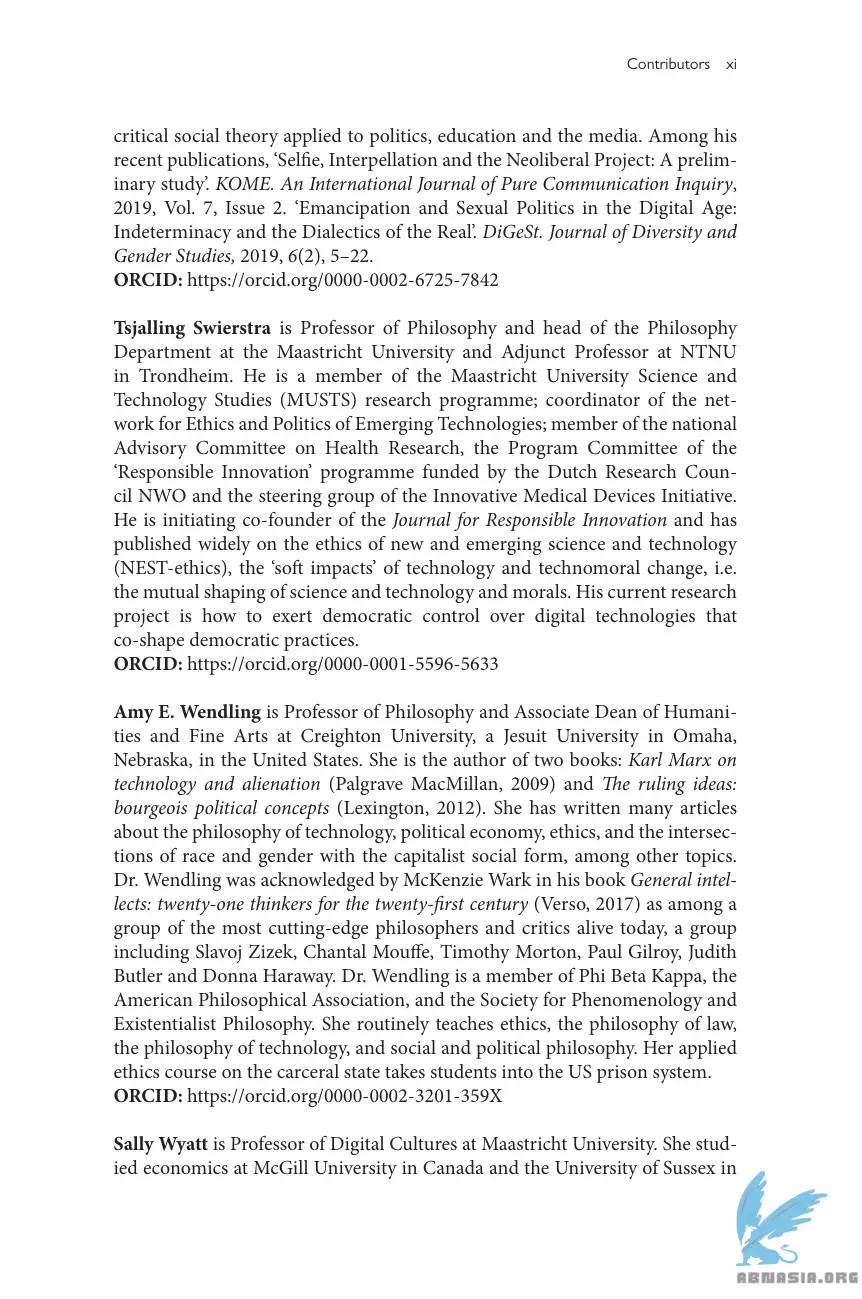 Contributors xi
critical social theory applied to politics, education and the media. Among his
recent publications, ‘Selfie, Interpellation and the Neoliberal Project: A prelim-
inary study’. KOME. An International Journal of Pure Communication Inquiry,
2019, Vol. 7, Issue 2. ‘Emancipation and Sexual Politics in the Digital Age:
Indeterminacy and the Dialectics of the Real’. DiGeSt. Journal of Diversity and
Gender Studies, 2019, 6(2), 5–22.
ORCID: https://orcid.org/0000-0002-6725-7842
Tsjalling Swierstra is Professor of Philosophy and head of the Philosophy
Department at the Maastricht University and Adjunct Professor at NTNU
in Trondheim. He is a member of the Maastricht University Science and
Technology Studies (MUSTS) research programme; coordinator of the net-
work for Ethics and Politics of Emerging Technologies; member of the national
Advisory Committee on Health Research, the Program Committee of the
‘Responsible Innovation’ programme funded by the Dutch Research Coun-
cil NWO and the steering group of the Innovative Medical Devices Initiative.
He is initiating co-founder of the Journal for Responsible Innovation and has
published widely on the ethics of new and emerging science and technology
(NEST-ethics), the ‘soft impacts’ of technology and technomoral change, i.e.
the mutual shaping of science and technology and morals. His current research
project is how to exert democratic control over digital technologies that
co-shape democratic practices.
ORCID: https://orcid.org/0000-0001-5596-5633
Amy E. Wendling is Professor of Philosophy and Associate Dean of Humani-
ties and Fine Arts at Creighton University, a Jesuit University in Omaha,
Nebraska, in the United States. She is the author of two books: Karl Marx on
technology and alienation (Palgrave MacMillan, 2009) and The ruling ideas:
bourgeois political concepts (Lexington, 2012). She has written many articles
about the philosophy of technology, political economy, ethics, and the intersec-
tions of race and gender with the capitalist social form, among other topics.
Dr. Wendling was acknowledged by McKenzie Wark in his book General intel-
lects: twenty-one thinkers for the twenty-first century (Verso, 2017) as among a
group of the most cutting-edge philosophers and critics alive today, a group
including Slavoj Zizek, Chantal Mouffe, Timothy Morton, Paul Gilroy, Judith
Butler and Donna Haraway. Dr. Wendling is a member of Phi Beta Kappa, the
American Philosophical Association, and the Society for Phenomenology and
Existentialist Philosophy. She routinely teaches ethics, the philosophy of law,
the philosophy of technology, and social and political philosophy. Her applied
ethics course on the carceral state takes students into the US prison system.
ORCID: https://orcid.org/0000-0002-3201-359X
Sally Wyatt is Professor of Digital Cultures at Maastricht University. She stud-
ied economics at McGill University in Canada and the University of Sussex in
ABNASIA.ORG